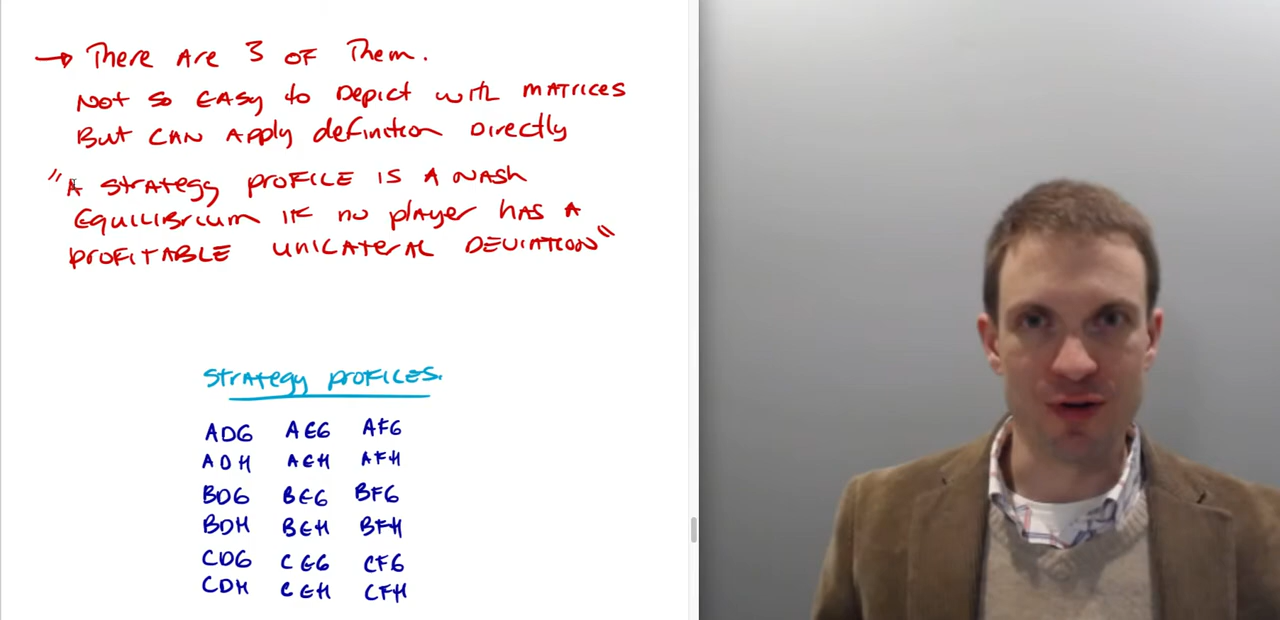 → There Are 3 of Them.
Not so EASY to Depict with MATRICES
But CAN Apply definition Directly
"A strategy profile is a Nash
Equilibrium if no player has a
profitable unilateral deviation"
Strategy profiles.
ADG AEG AFG
ADH AEH AFH
BDG BEG BFG
BDH BEH BFH
CDG CEG CFG
CDH CEH CFH